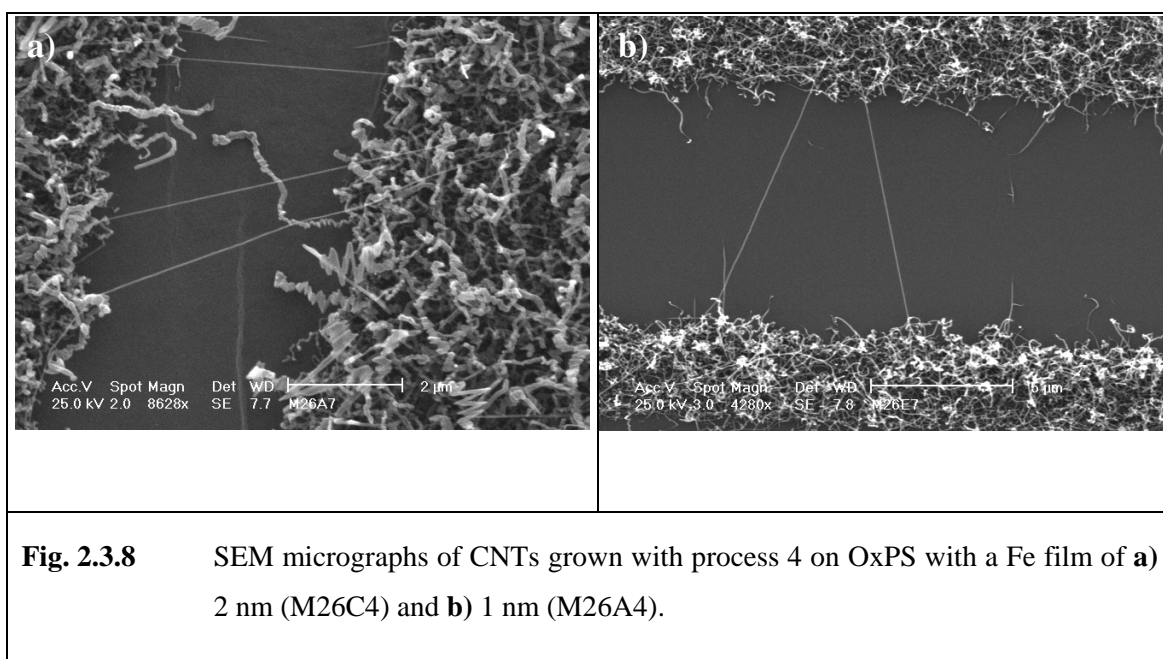 a)
Acc.V Spot Magn Det WD 2 µm
25.0 kV 2.0 8628x SE 7.7 M26A7
b)
Acc.V Spot Magn Det WD 5 µm
25.0 kV 3.0 4280x SE 7.8 M26E7
Fig. 2.3.8 SEM micrographs of CNTs grown with process 4 on OxPS with a Fe film of a)
2 nm (M26C4) and b) 1 nm (M26A4).